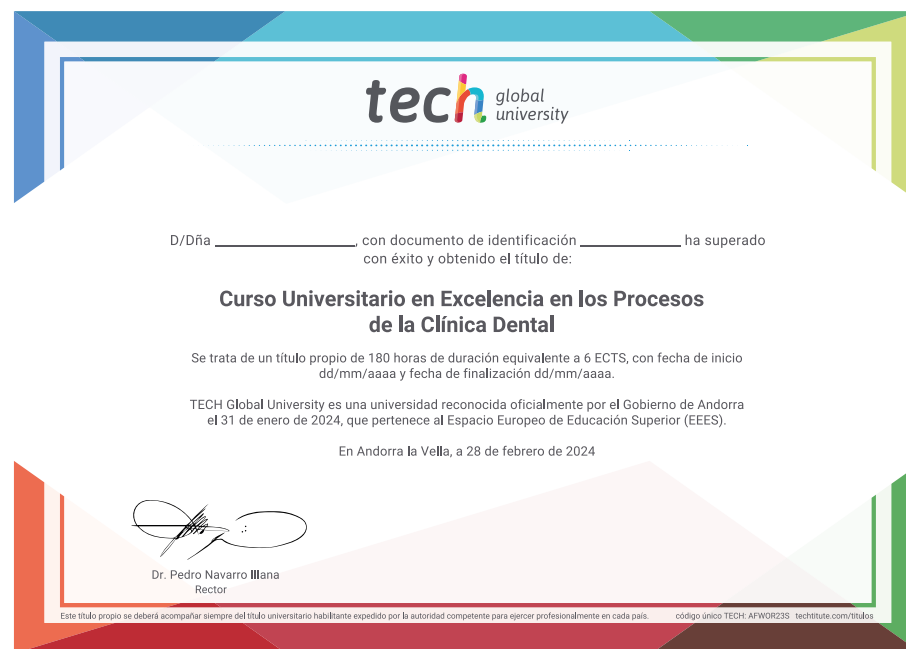 tech global university
D/Dña ____________________, con documento de identificación ______________ ha superado
con éxito y obtenido el título de:
Curso Universitario en Excelencia en los Procesos
de la Clínica Dental
Se trata de un título propio de 180 horas de duración equivalente a 6 ECTS, con fecha de inicio
dd/mm/aaaa y fecha de finalización dd/mm/aaaa.
TECH Global University es una universidad reconocida oficialmente por el Gobierno de Andorra
el 31 de enero de 2024, que pertenece al Espacio Europeo de Educación Superior (EEES).
En Andorra la Vella, a 28 de febrero de 2024
Dr. Pedro Navarro Illana
Rector
Este título propio se deberá acompañar siempre del título universitario habilitante expedido por la autoridad competente para ejercer profesionalmente en cada país. código único TECH: AFWOR23S techtitute.com/titulos